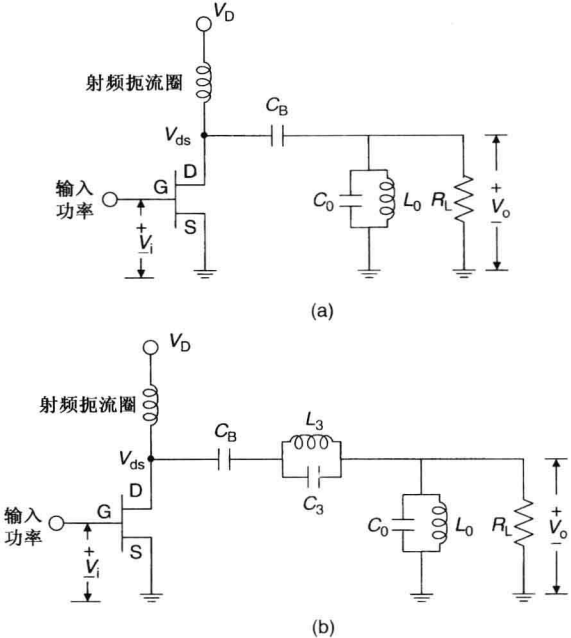 V_D
射频扼流圈
C_B
V_ds
D
输入
功率
G
C_0
L_0
R_L
+
V_o
-
+
V_i
-
S
(a)
V_D
射频扼流圈
C_B
L_3
V_ds
C_3
D
输入
功率
G
C_0
L_0
R_L
+
V_o
-
+
V_i
-
S
(b)